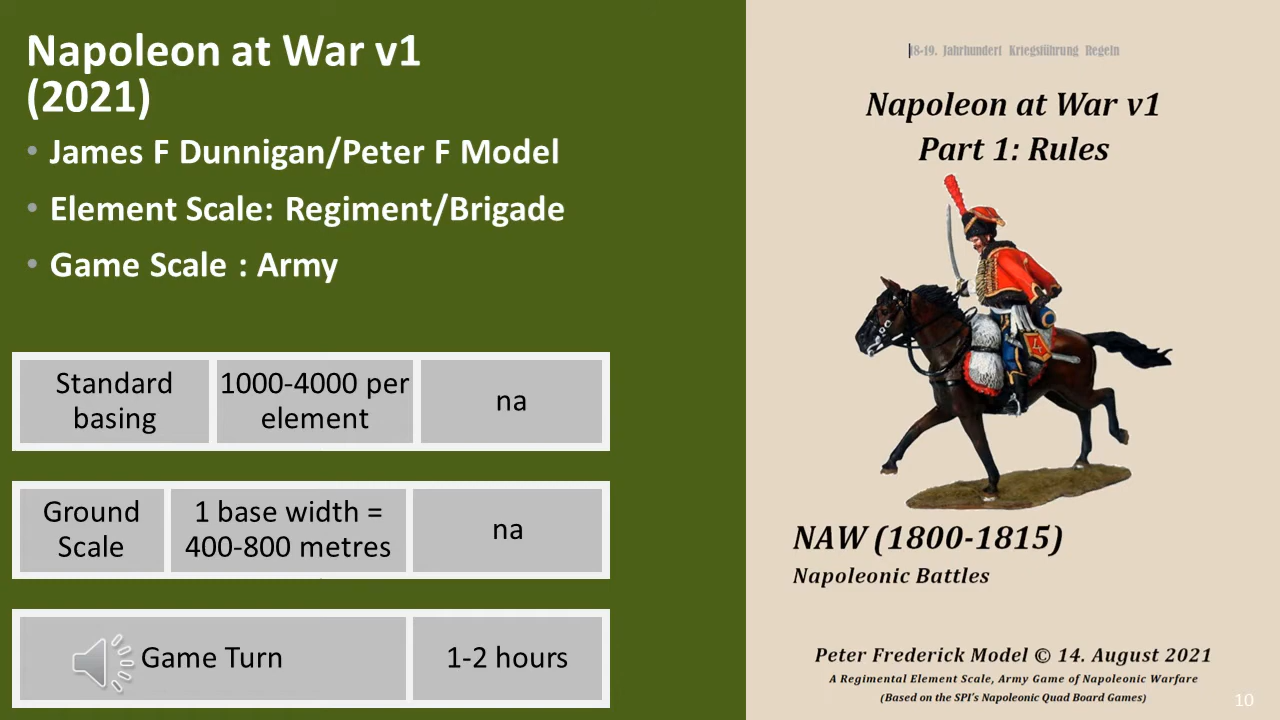 Napoleon at War v1
(2021)
• James F Dunnigan/Peter F Model
• Element Scale: Regiment/Brigade
• Game Scale : Army
Standard
basing
1000-4000 per
element
na
Ground
Scale
1 base width =
400-800 metres
na
Game Turn
1-2 hours
18-19. Jahrhundert Kriegsführung Regeln
Napoleon at War v1
Part 1: Rules
4
NAW (1800-1815)
Napoleonic Battles
Peter Frederick Model © 14. August 2021
A Regimental Element Scale, Army Game of Napoleonic Warfare
(Based on the SPI's Napoleonic Quad Board Games)
10